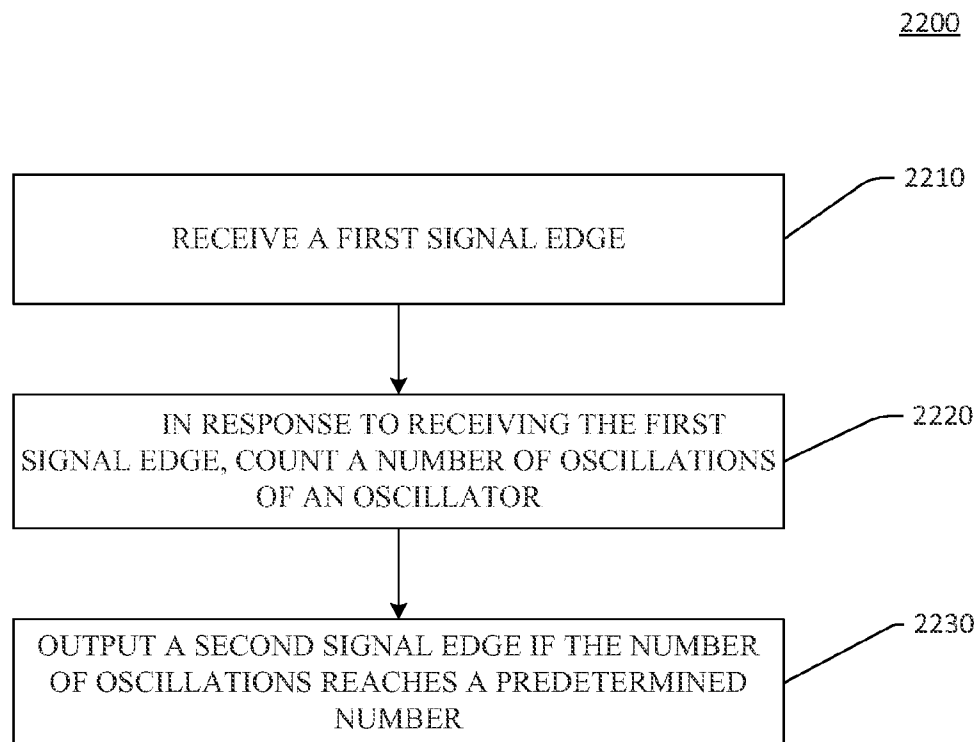 2200
2210
RECEIVE A FIRST SIGNAL EDGE
2220
IN RESPONSE TO RECEIVING THE FIRST
SIGNAL EDGE, COUNT A NUMBER OF OSCILLATIONS
OF AN OSCILLATOR
2230
OUTPUT A SECOND SIGNAL EDGE IF THE NUMBER
OF OSCILLATIONS REACHES A PREDETERMINED
NUMBER